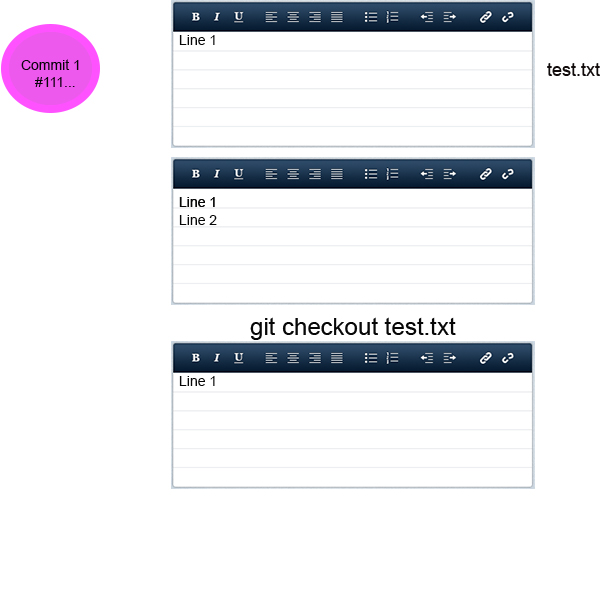 B I U
Line 1
Commit 1
#111...
test.txt
B I U
Line 1
Line 2
git checkout test.txt
B I U
Line 1